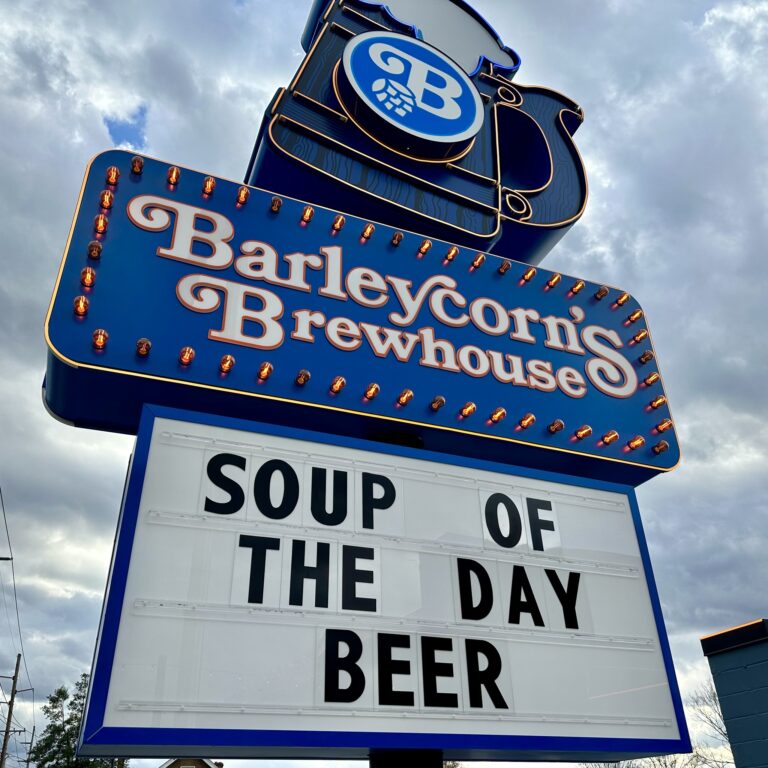 B
Barleycorn's
Brewhouse
SOUP OF
THE DAY
BEER